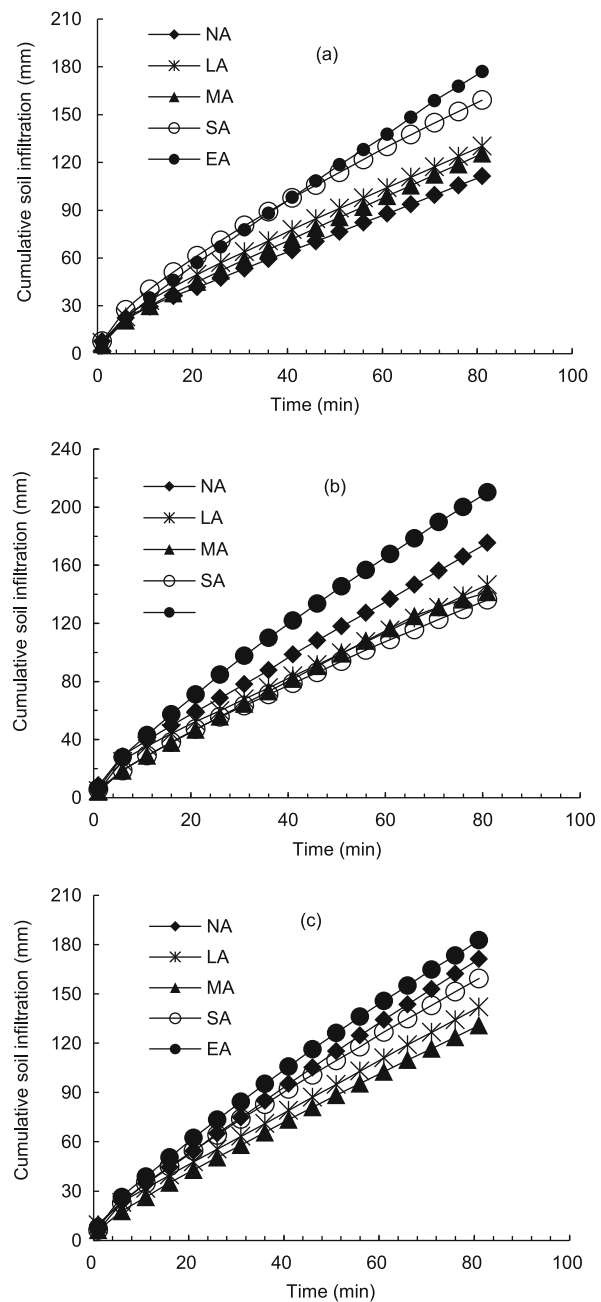 (a)
NA
LA
MA
SA
EA
180
150
120
90
60
30
0
Cumulative soil infiltration (mm)
0 20 40 60 80 100
Time (min)
(b)
NA
LA
MA
SA
240
200
160
120
80
40
0
Cumulative soil infiltration (mm)
0 20 40 60 80 100
Time (min)
(c)
NA
LA
MA
SA
EA
210
180
150
120
90
60
30
0
Cumulative soil infiltration (mm)
0 20 40 60 80 100
Time (min)